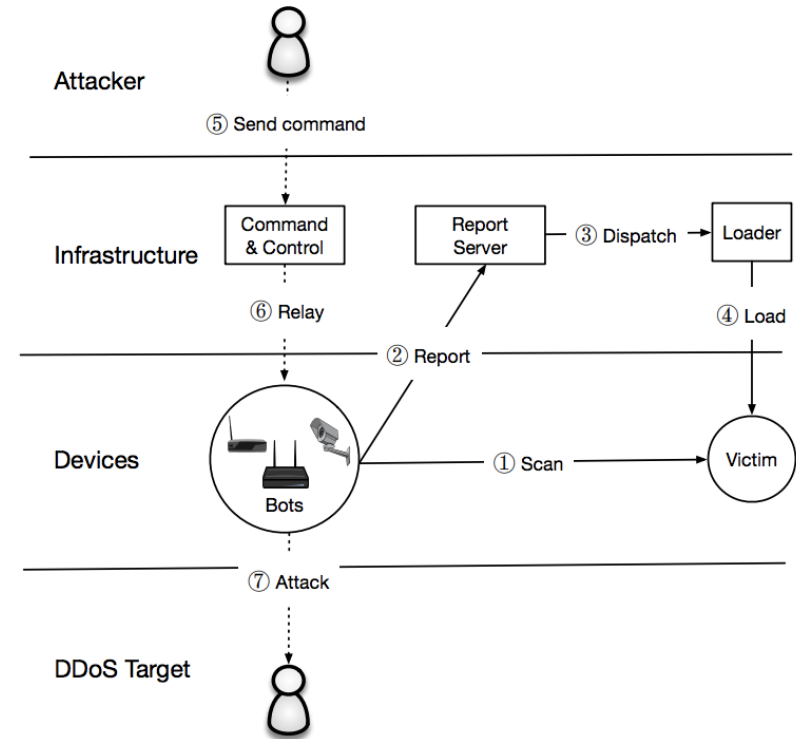 Attacker
⑤ Send command
Infrastructure
Command
& Control
Report
Server
③ Dispatch
Loader
⑥ Relay
④ Load
② Report
Devices
Bots
① Scan
Victim
⑦ Attack
DDoS Target